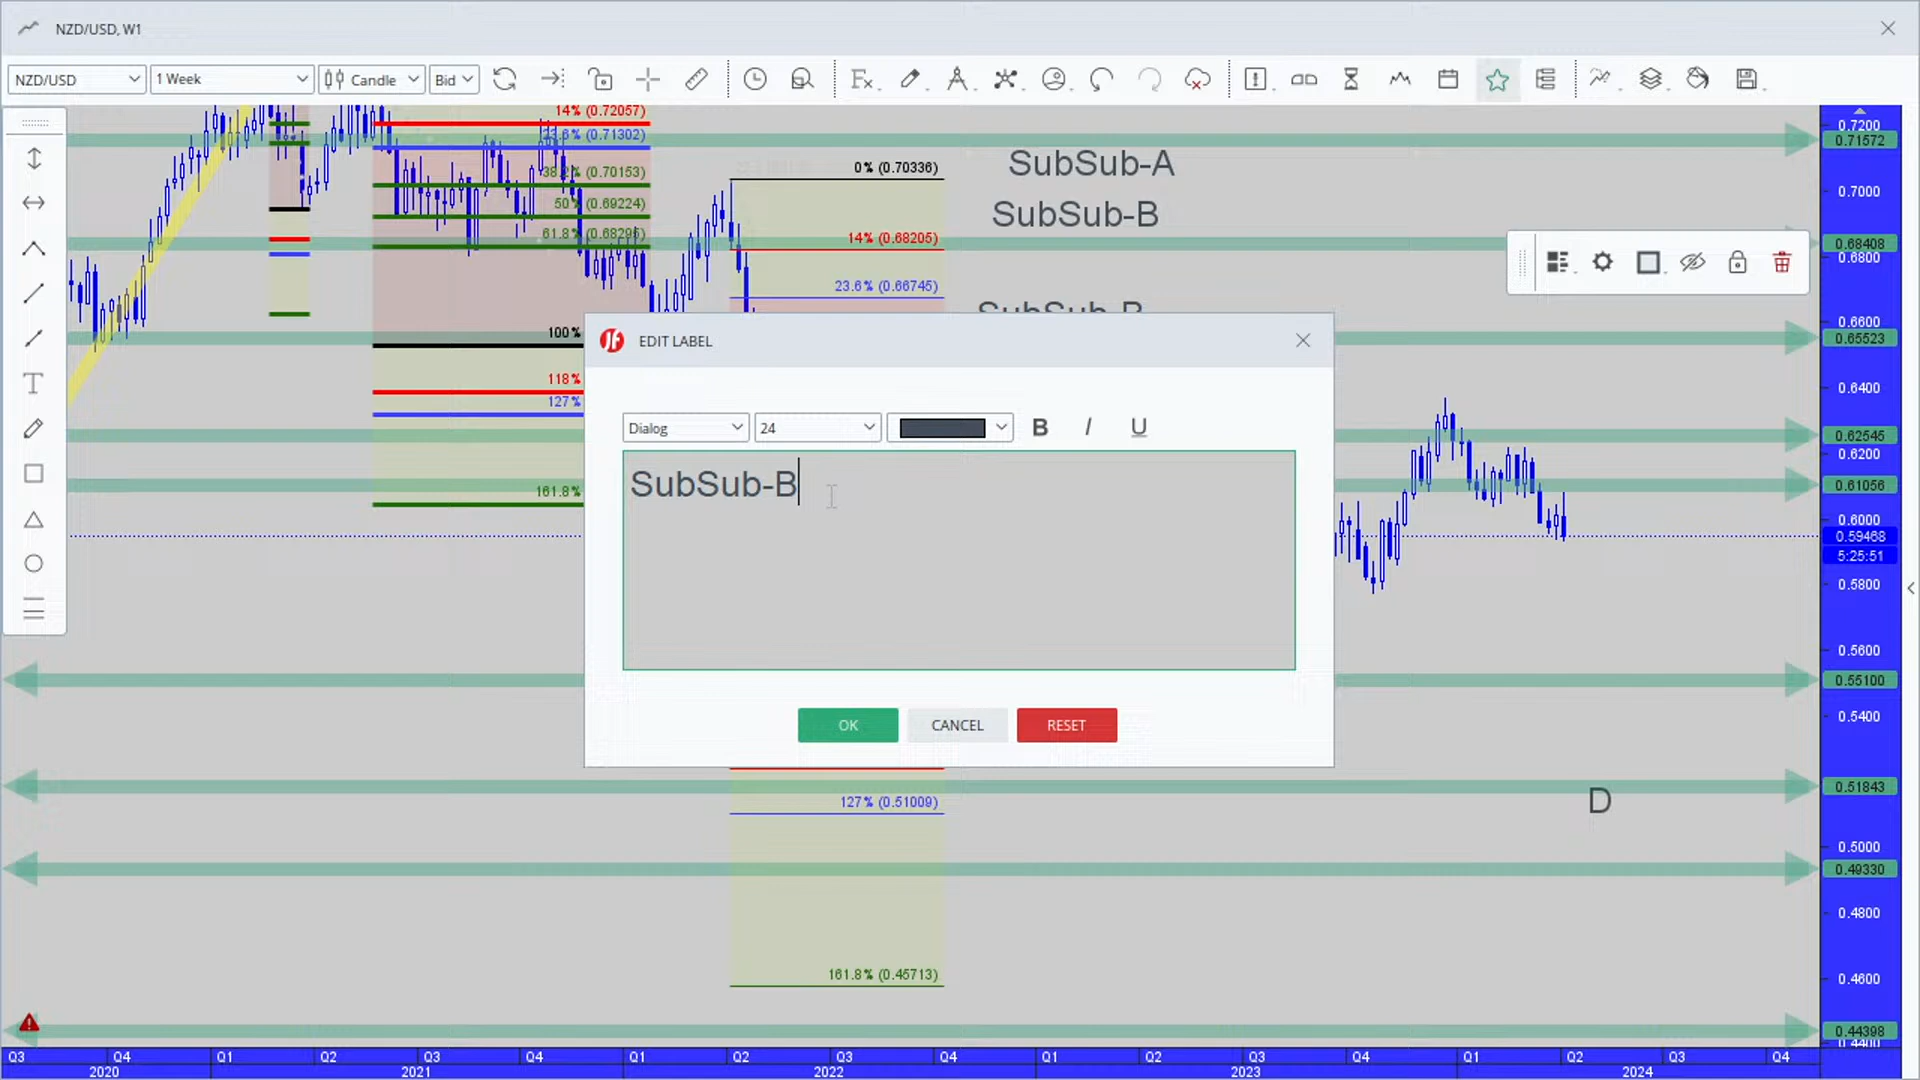 NZD/USD, W1
NZD/USD
1 Week
Candle
Bid
14% (0.72057)
23.6% (0.71302)
38.2% (0.70153)
50% (0.69224)
61.8% (0.68295)
100%
118%
127%
161.8%
0% (0.70336)
14% (0.68205)
23.6% (0.66745)
SubSub-A
SubSub-B
SubSub-B
EDIT LABEL
Dialog
24
B
I
U
SubSub-B
OK
CANCEL
RESET
127% (0.51009)
161.8% (0.45713)
D
0.7200
0.71572
0.7000
0.68408
0.6800
0.6600
0.65523
0.6400
0.62545
0.6200
0.61056
0.6000
0.59468
5:25:51
0.5800
0.5600
0.55100
0.5400
0.51843
0.5000
0.49330
0.4800
0.4600
0.44398
0.4400
Q3
Q4
Q1
Q2
Q3
Q4
Q1
Q2
Q3
Q4
Q1
Q2
Q3
Q4
Q1
Q2
Q3
Q4
2020
2021
2022
2023
2024